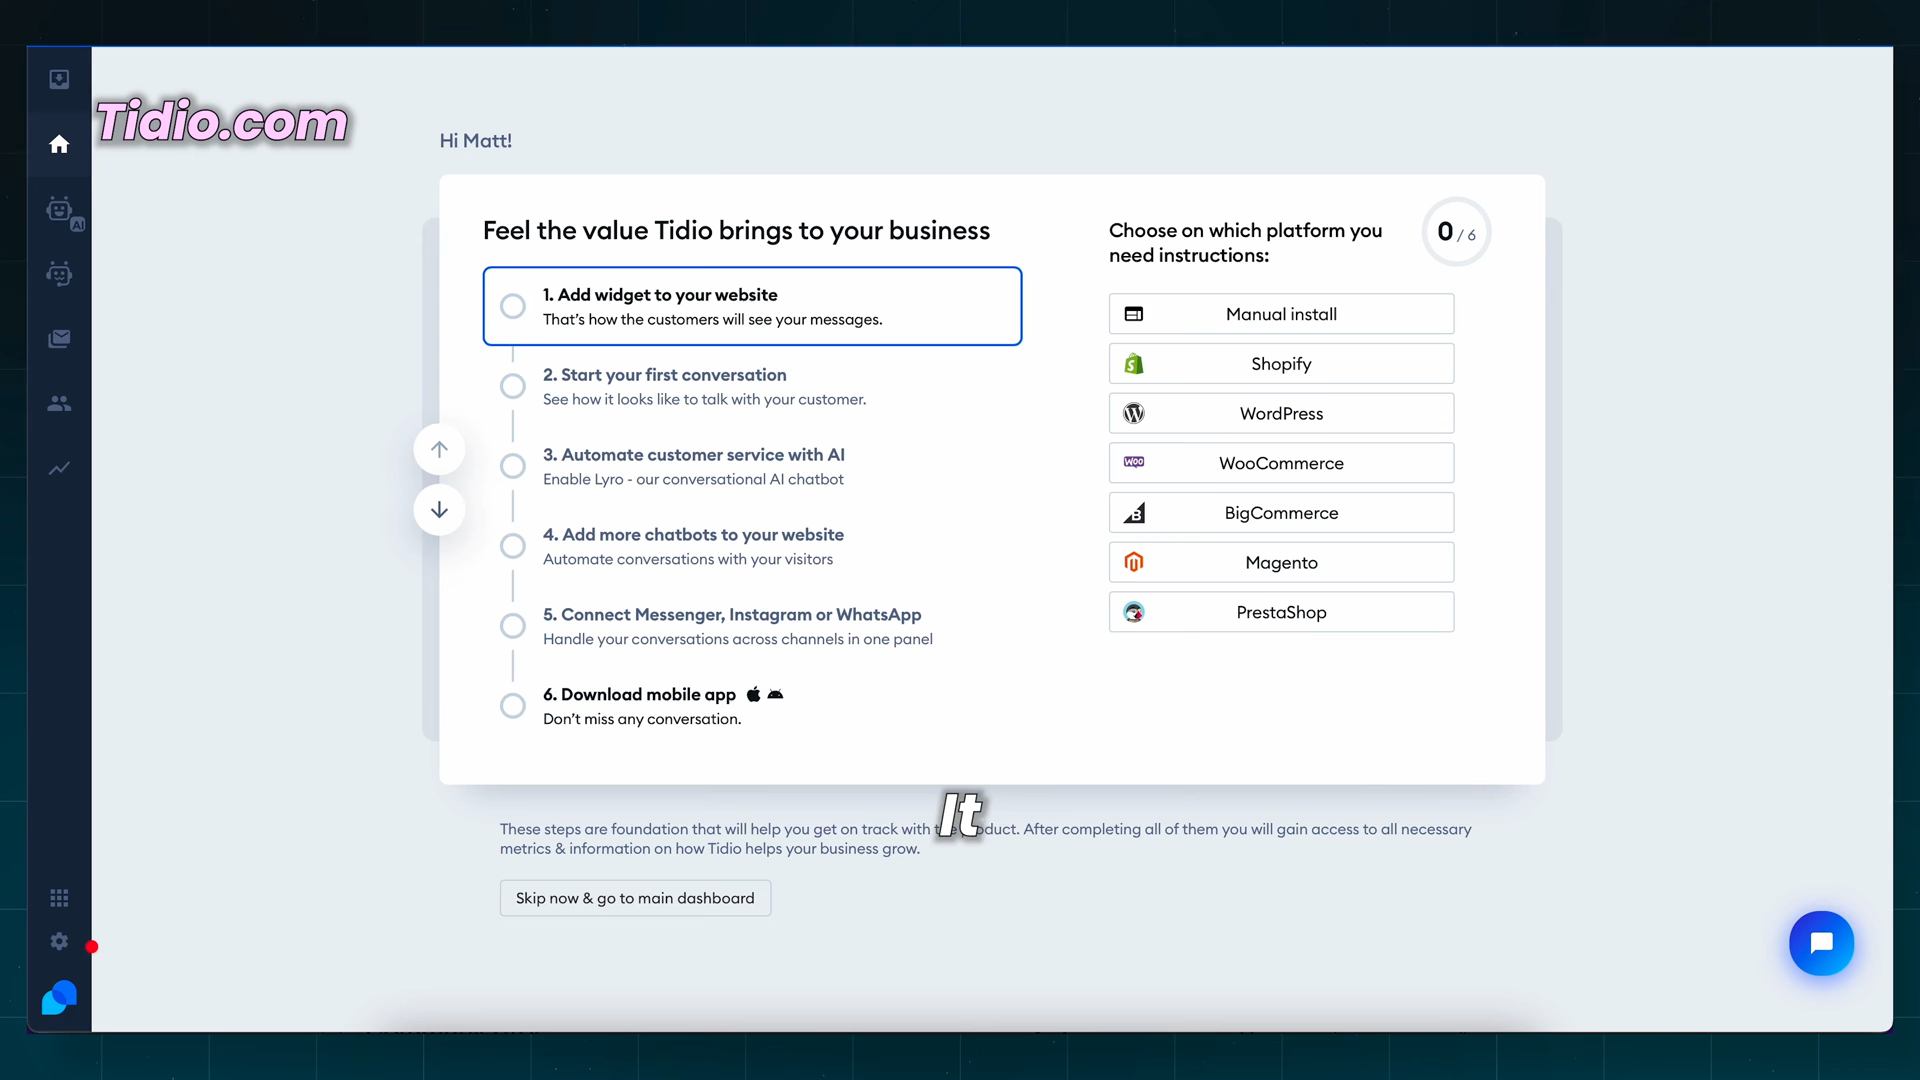 Tidio.com
AI
Hi Matt!
Feel the value Tidio brings to your business
1. Add widget to your website
That's how the customers will see your messages.
2. Start your first conversation
See how it looks like to talk with your customer.
3. Automate customer service with AI
Enable Lyro - our conversational AI chatbot
4. Add more chatbots to your website
Automate conversations with your visitors
5. Connect Messenger, Instagram or WhatsApp
Handle your conversations across channels in one panel
6. Download mobile app
Don't miss any conversation.
Choose on which platform you
need instructions:
0 / 6
Manual install
Shopify
WordPress
Woo WooCommerce
BigCommerce
Magento
PrestaShop
It
These steps are foundation that will help you get on track with product. After completing all of them you will gain access to all necessary
metrics & information on how Tidio helps your business grow.
Skip now & go to main dashboard